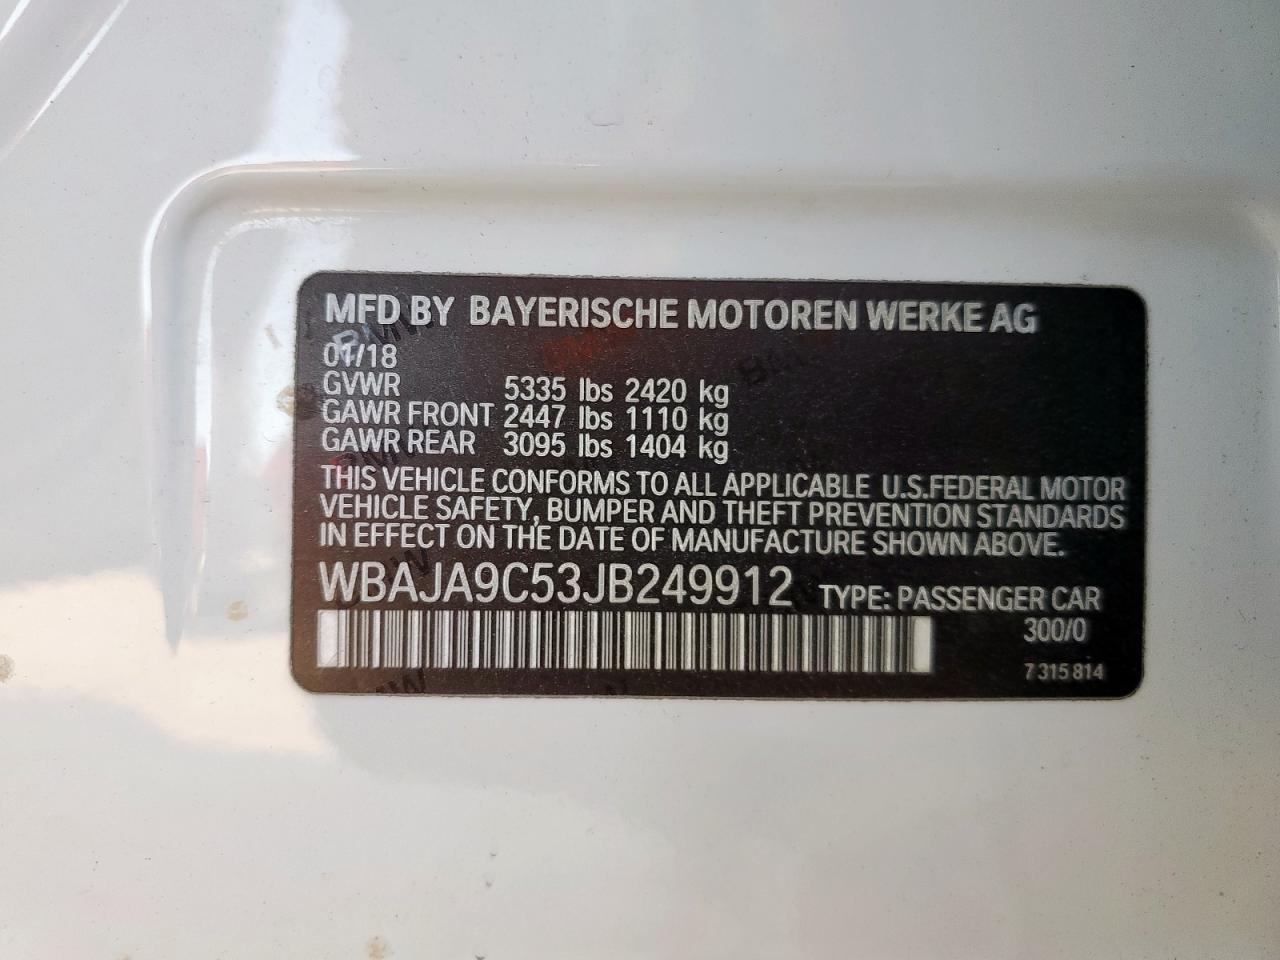 MFD BY BAYERISCHE MOTOREN WERKE AG
01/18
GVWR 5335 lbs 2420 kg
GAWR FRONT 2447 lbs 1110 kg
GAWR REAR 3095 lbs 1404 kg
THIS VEHICLE CONFORMS TO ALL APPLICABLE U.S.FEDERAL MOTOR
VEHICLE SAFETY, BUMPER AND THEFT PREVENTION STANDARDS
IN EFFECT ON THE DATE OF MANUFACTURE SHOWN ABOVE.
WBAJA9C53JB249912 TYPE: PASSENGER CAR
300/0
7 315 814